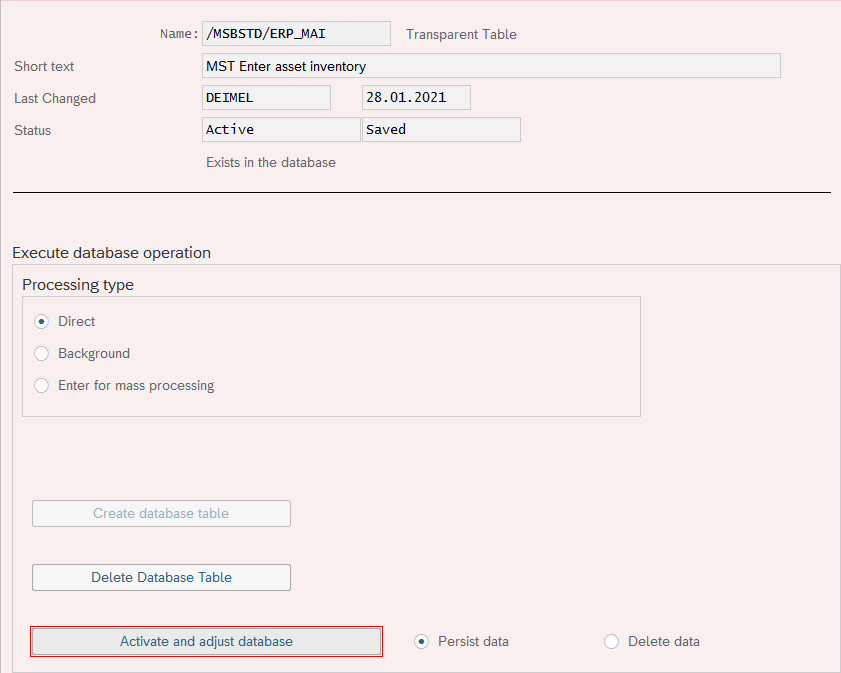 Name: /MSBSTD/ERP_MAI Transparent Table
Short text MST Enter asset inventory
Last Changed DEIMEL 28.01.2021
Status Active Saved
Exists in the database
Execute database operation
Processing type
Direct
Background
Enter for mass processing
Create database table
Delete Database Table
Activate and adjust database Persist data Delete data